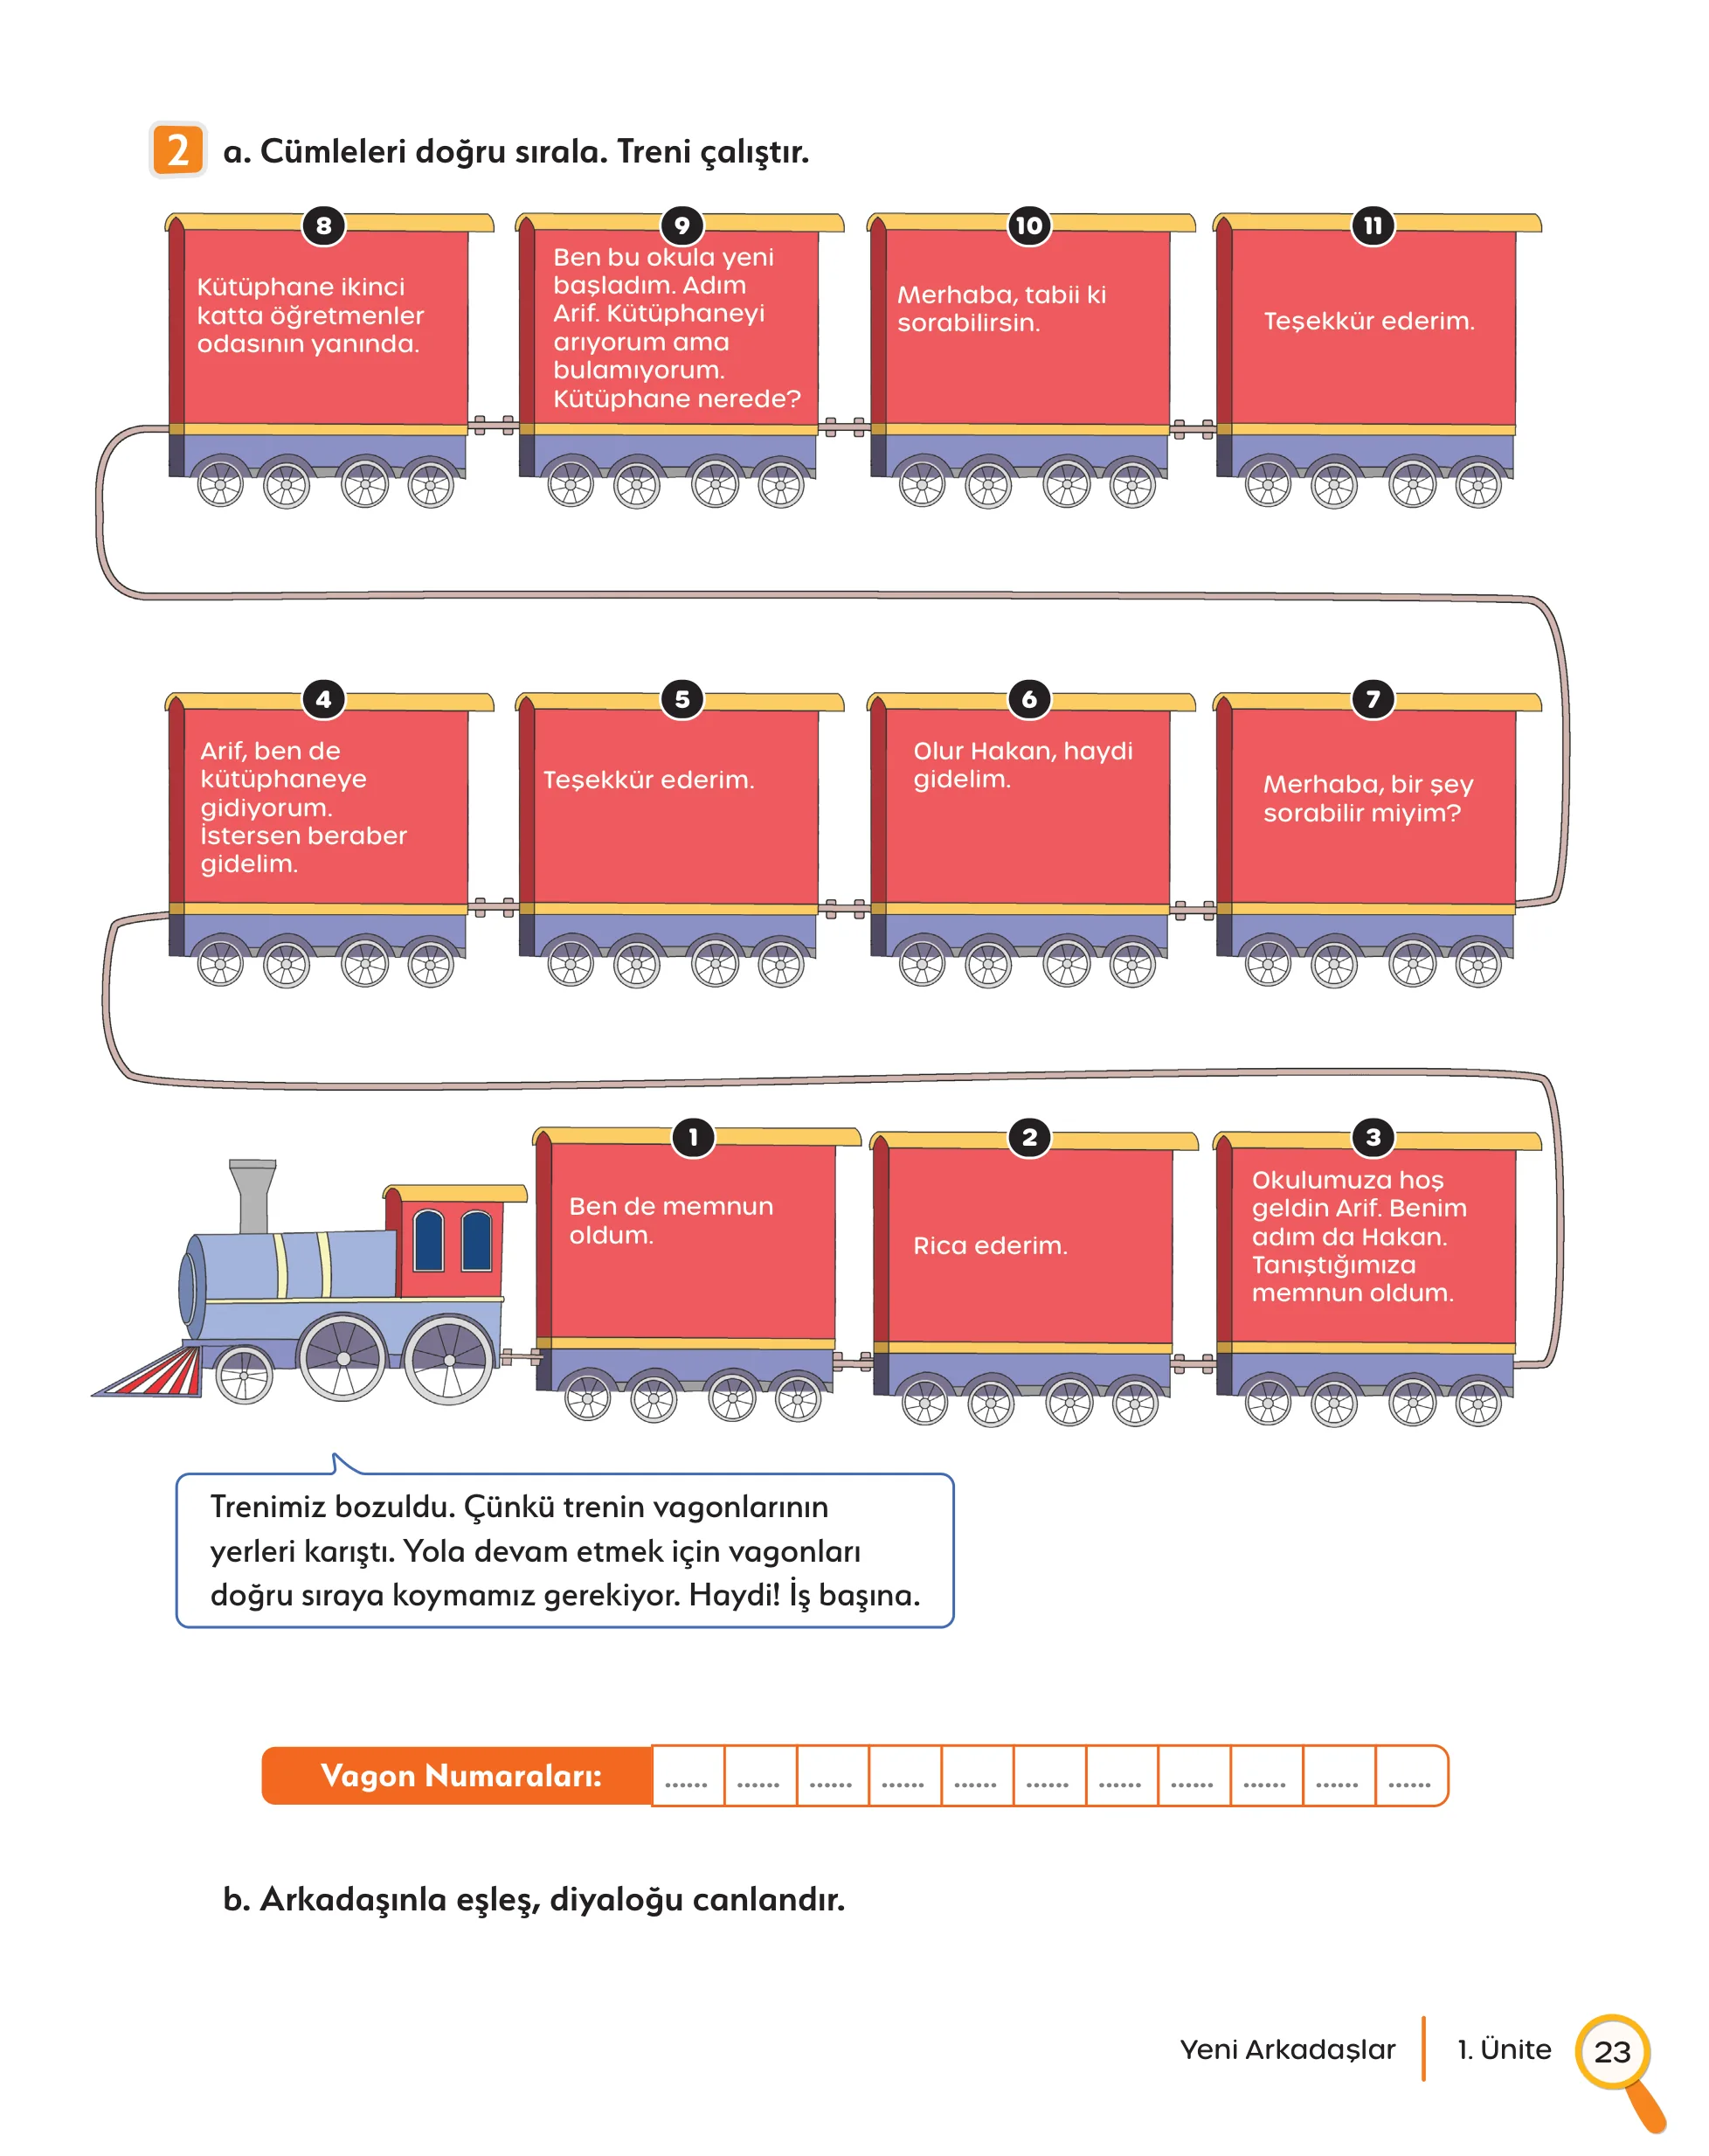 2 a. Cümleleri doğru sırala. Treni çalıştır.
8
Kütüphane ikinci
katta öğretmenler
odasının yanında.
9
Ben bu okula yeni
başladım. Adım
Arif. Kütüphaneyi
arıyorum ama
bulamıyorum.
Kütüphane nerede?
10
Merhaba, tabii ki
sorabilirsin.
11
Teşekkür ederim.
4
Arif, ben de
kütüphaneye
gidiyorum.
İstersen beraber
gidelim.
5
Teşekkür ederim.
6
Olur Hakan, haydi
gidelim.
7
Merhaba, bir şey
sorabilir miyim?
1
Ben de memnun
oldum.
2
Rica ederim.
3
Okulumuza hoş
geldin Arif. Benim
adım da Hakan.
Tanıştığımıza
memnun oldum.
Trenimiz bozuldu. Çünkü trenin vagonlarının
yerleri karıştı. Yola devam etmek için vagonları
doğru sıraya koymamız gerekiyor. Haydi! İş başına.
Vagon Numaraları: ...... ...... ...... ...... ...... ...... ...... ...... ...... ...... ......
b. Arkadaşınla eşleş, diyaloğu canlandır.
Yeni Arkadaşlar 1. Ünite 23